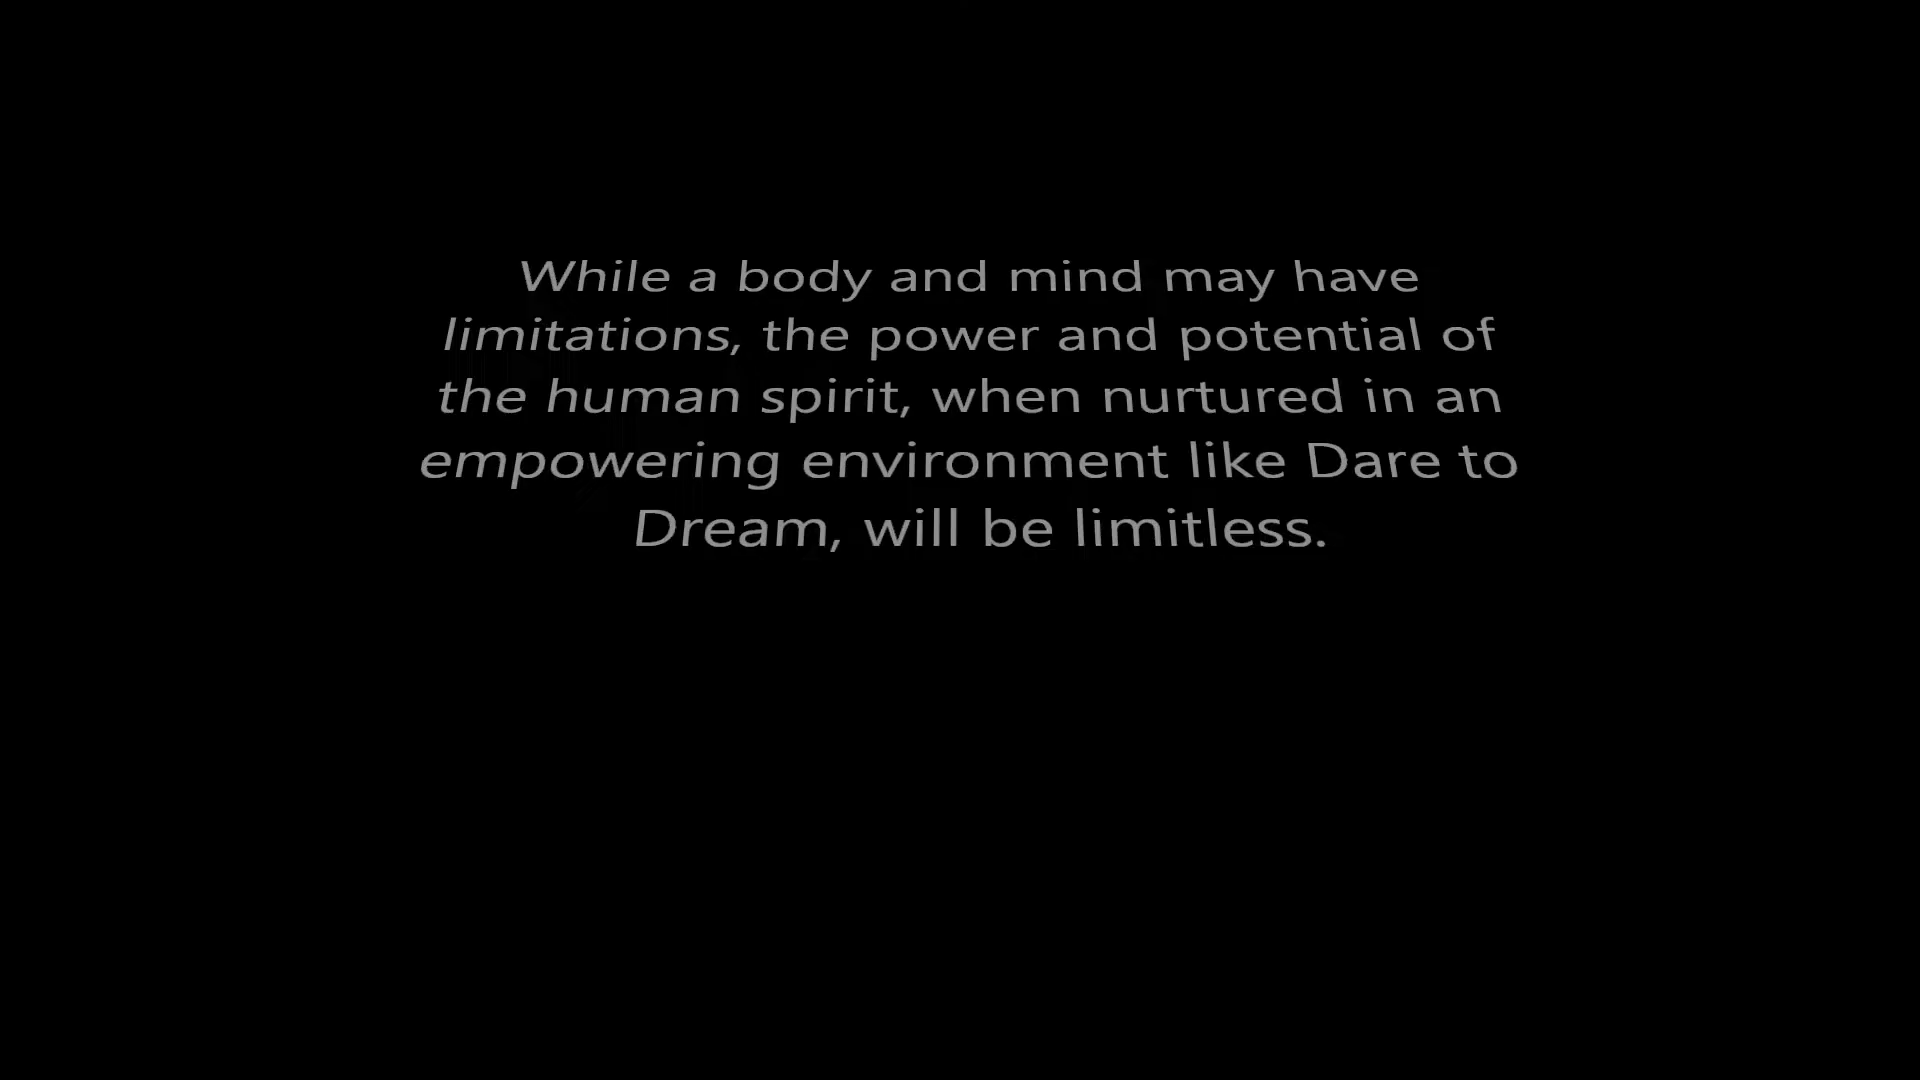 While a body and mind may have
limitations, the power and potential of
the human spirit, when nurtured in an
empowering environment like Dare to
Dream, will be limitless.